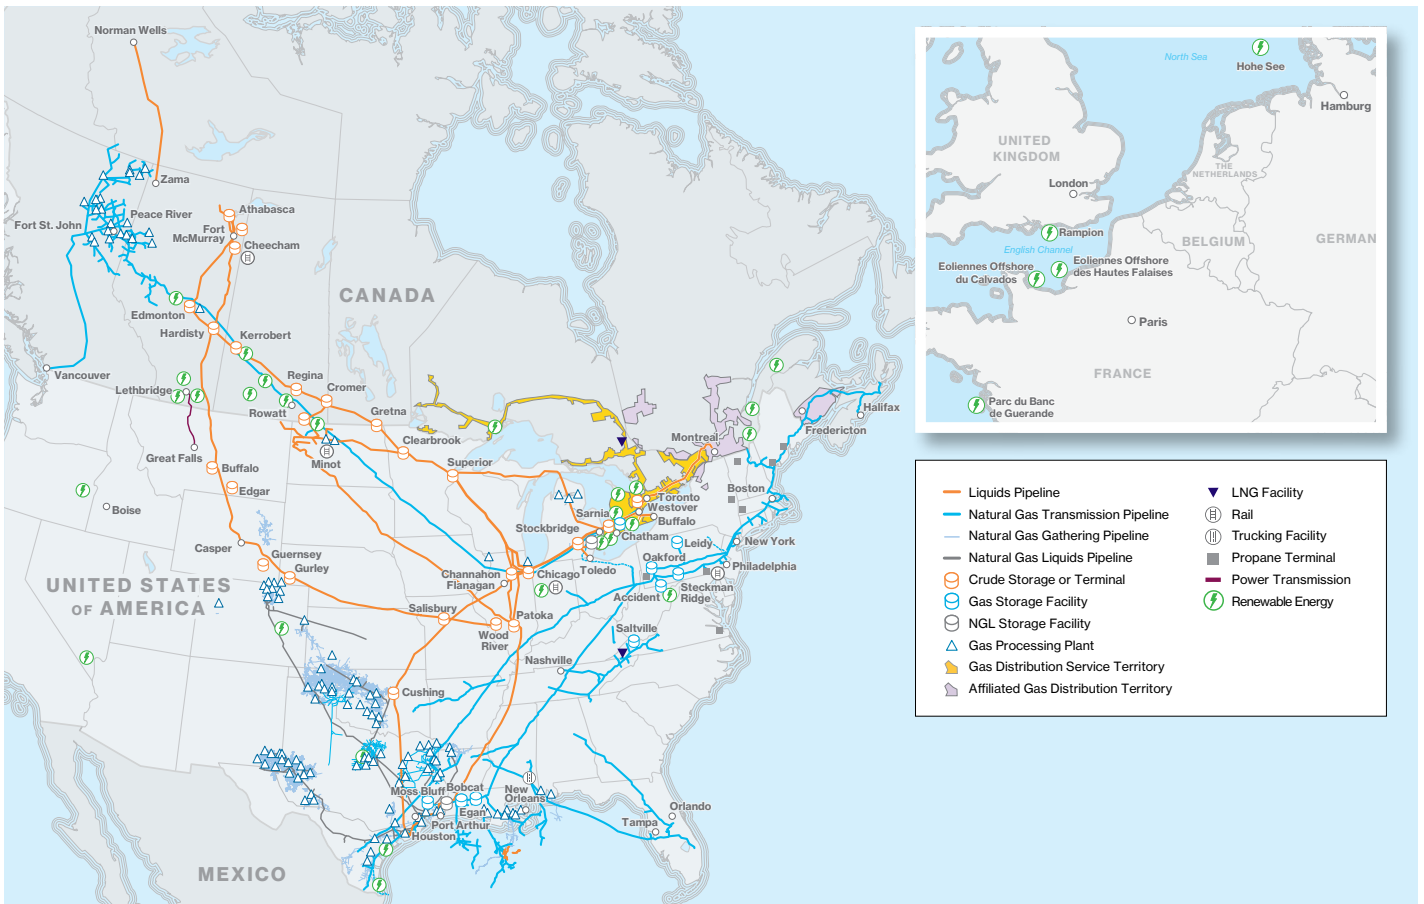 Norman Wells
Zama
Peace River
Fort St. John
Athabasca
Fort
McMurray
Cheecham
Edmonton
Hardisty
Kerrobert
CANADA
Vancouver
Lethbridge
Regina
Cromer
Rowatt
Gretna
Clearbrook
Great Falls
Minot
Superior
Montreal
Halifax
Fredericton
Buffalo
Edgar
Boise
Boston
Toronto
Westover
Sarnia
Buffalo
Stockbridge
Chatham
Leidy
New York
Casper
Guernsey
Gurley
Channahon
Flanagan
Chicago
Toledo
Oakford
Philadelphia
Accident
Steckman
Ridge
UNITED STATES
OF AMERICA
Salisbury
Patoka
Wood
River
Saltville
Nashville
Cushing
Moss Bluff
Bobcat
New
Orleans
Egan
Port Arthur
Houston
Orlando
Tampa
MEXICO
North Sea
Hohe See
Hamburg
UNITED
KINGDOM
THE
NETHERLANDS
London
Rampion
English Channel
BELGIUM
GERMAN
Eoliennes Offshore
du Calvados
Eoliennes Offshore
des Hautes Falaises
Paris
FRANCE
Parc du Banc
de Guerande
Liquids Pipeline
Natural Gas Transmission Pipeline
Natural Gas Gathering Pipeline
Natural Gas Liquids Pipeline
Crude Storage or Terminal
Gas Storage Facility
NGL Storage Facility
Gas Processing Plant
Gas Distribution Service Territory
Affiliated Gas Distribution Territory
LNG Facility
Rail
Trucking Facility
Propane Terminal
Power Transmission
Renewable Energy